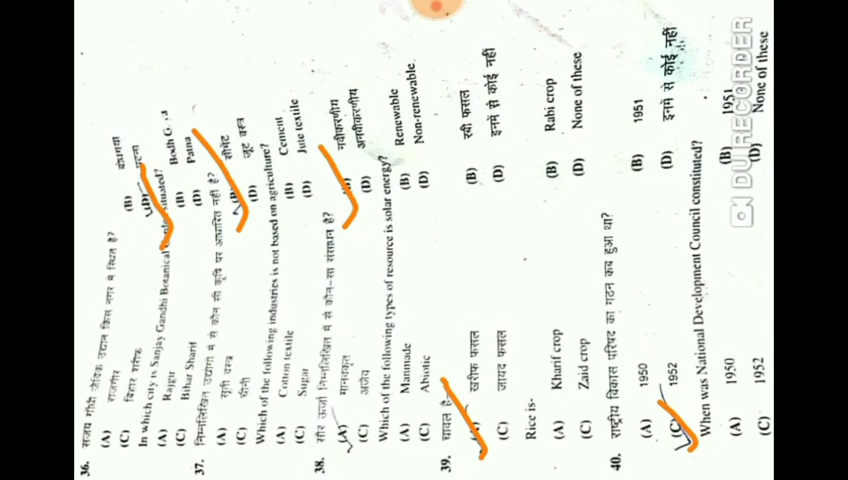 36. संजय गाँधी जैविक उद्यान किस नगर में स्थित है?
(A) राजगीर (B) बोधगया
(C) बिहार शरीफ (D) पटना
In which city is Sanjay Gandhi Botanical situated?
(A) Rajgir (B) Bodh Gaya
(C) Bihar Sharif (D) Patna
37. निम्नलिखित उद्योगों में से कौन सी कृषि पर आधारित नहीं है?
(A) सूती वस्त्र (B) सीमेंट
(C) चीनी (D) जूट वस्त्र
Which of the following industries is not based on agriculture?
(A) Cotton textile (B) Cement
(C) Sugar (D) Jute textile
38. सौर ऊर्जा निम्नलिखित में से कौन-सा संसाधन है?
(A) मानवकृत (B) नवीकरणीय
(C) अजैव (D) अनवीकरणीय
Which of the following types of resource is solar energy?
(A) Manmade (B) Renewable
(C) Abiotic (D) Non-renewable
39. चावल है-
(A) खरीफ फसल (B) रबी फसल
(C) जायद फसल (D) इनमें से कोई नहीं
Rice is-
(A) Kharif crop (B) Rabi crop
(C) Zaid crop (D) None of these
40. राष्ट्रीय विकास परिषद का गठन कब हुआ था?
(A) 1950 (B) 1951
(C) 1952 (D) इनमें से कोई नहीं
When was National Development Council constituted?
(A) 1950 (B) 1951
(C) 1952 (D) None of these
DU RECORDER